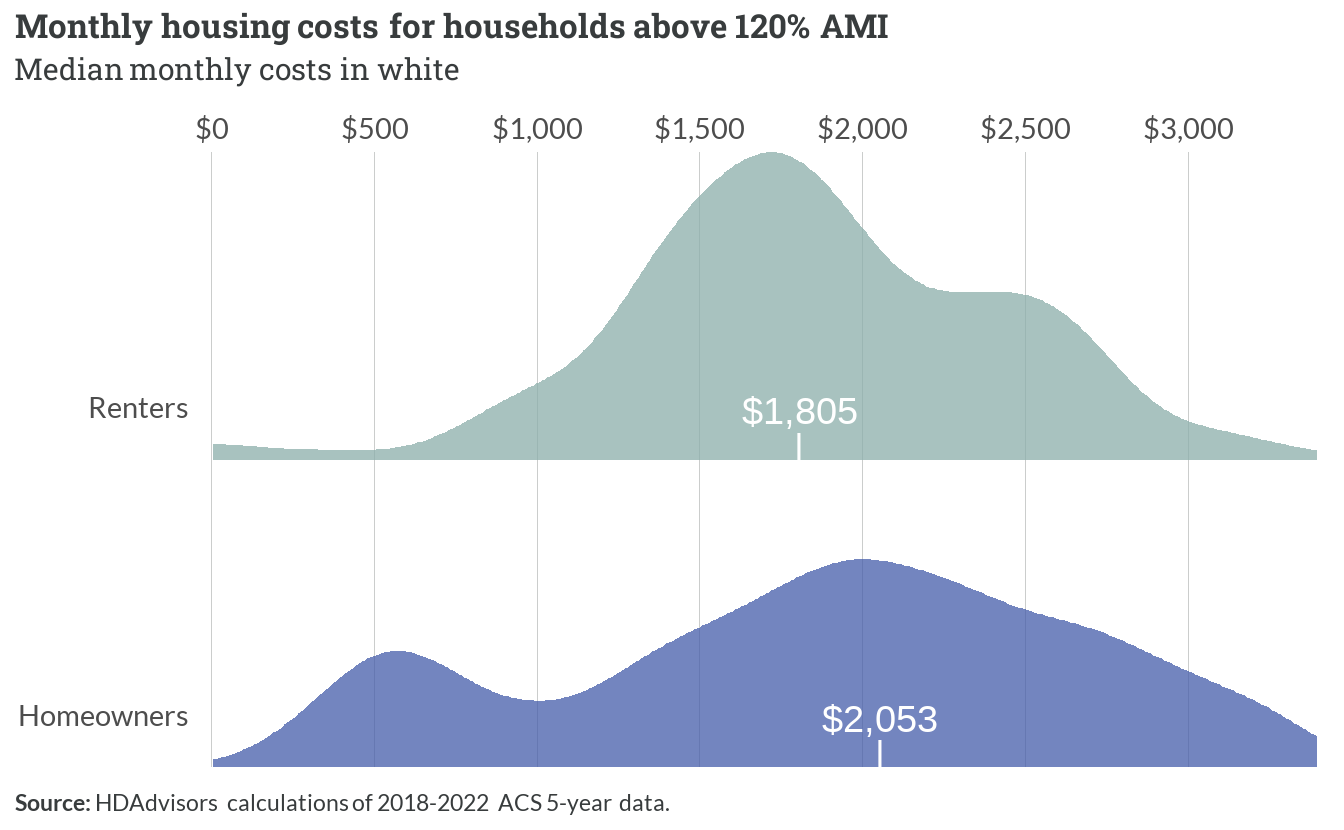 Monthly housing costs for households above 120% AMI
Median monthly costs in white
$0 $500 $1,000 $1,500 $2,000 $2,500 $3,000
Renters
$1,805
Homeowners
$2,053
Source: HDAdvisors calculations of 2018-2022 ACS 5-year data.